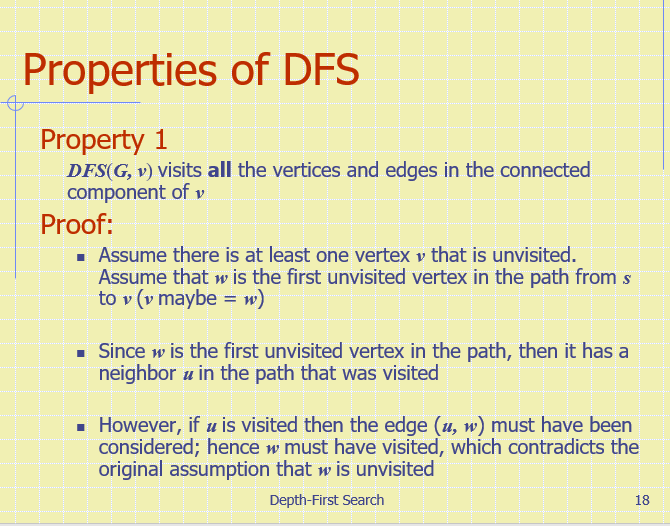 Properties of DFS
Property 1
DFS(G, v) visits all the vertices and edges in the connected
component of v
Proof:
▪ Assume there is at least one vertex v that is unvisited.
Assume that w is the first unvisited vertex in the path from s
to v (v maybe = w)
▪ Since w is the first unvisited vertex in the path, then it has a
neighbor u in the path that was visited
▪ However, if u is visited then the edge (u, w) must have been
considered; hence w must have visited, which contradicts the
original assumption that w is unvisited
Depth-First Search
18